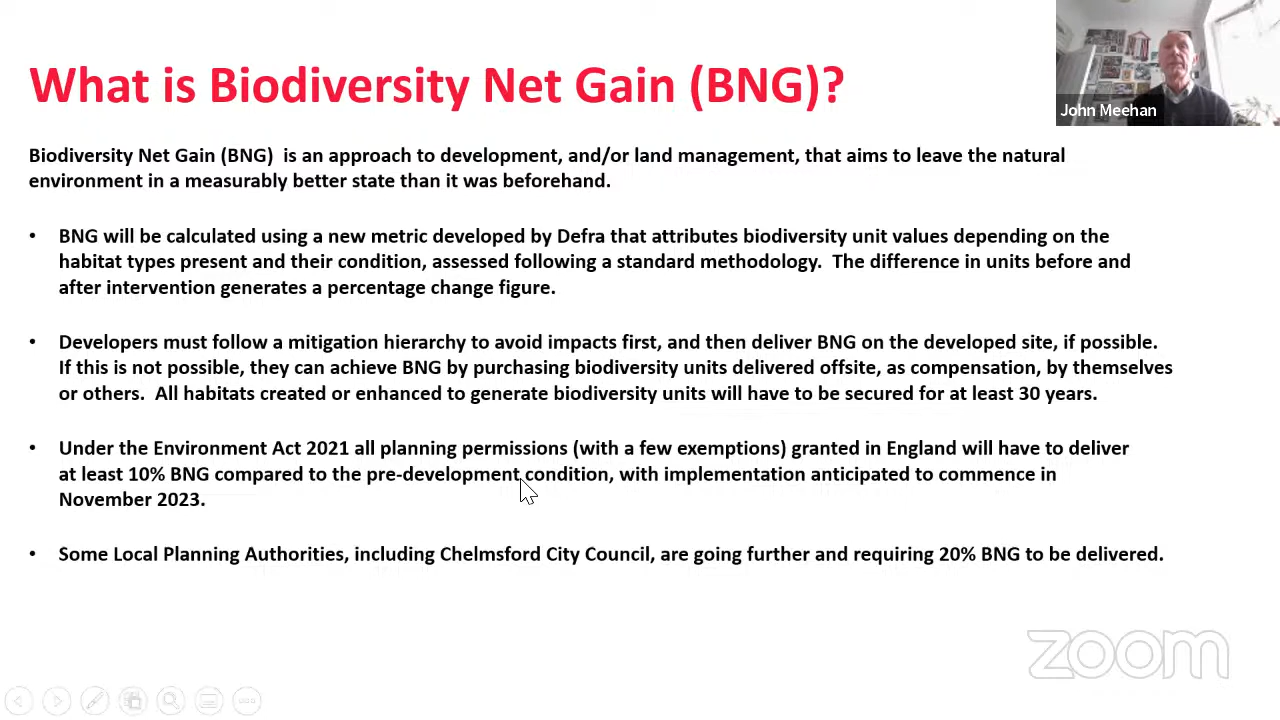 What is Biodiversity Net Gain (BNG)?
John Meehan
Biodiversity Net Gain (BNG)  is an approach to development, and/or land management, that aims to leave the natural
environment in a measurably better state than it was beforehand.
• BNG will be calculated using a new metric developed by Defra that attributes biodiversity unit values depending on the
habitat types present and their condition, assessed following a standard methodology.  The difference in units before and
after intervention generates a percentage change figure.
• Developers must follow a mitigation hierarchy to avoid impacts first, and then deliver BNG on the developed site, if possible.
If this is not possible, they can achieve BNG by purchasing biodiversity units delivered offsite, as compensation, by themselves
or others.  All habitats created or enhanced to generate biodiversity units will have to be secured for at least 30 years.
• Under the Environment Act 2021 all planning permissions (with a few exemptions) granted in England will have to deliver
at least 10% BNG compared to the pre-development condition, with implementation anticipated to commence in
November 2023.
• Some Local Planning Authorities, including Chelmsford City Council, are going further and requiring 20% BNG to be delivered.
zoom